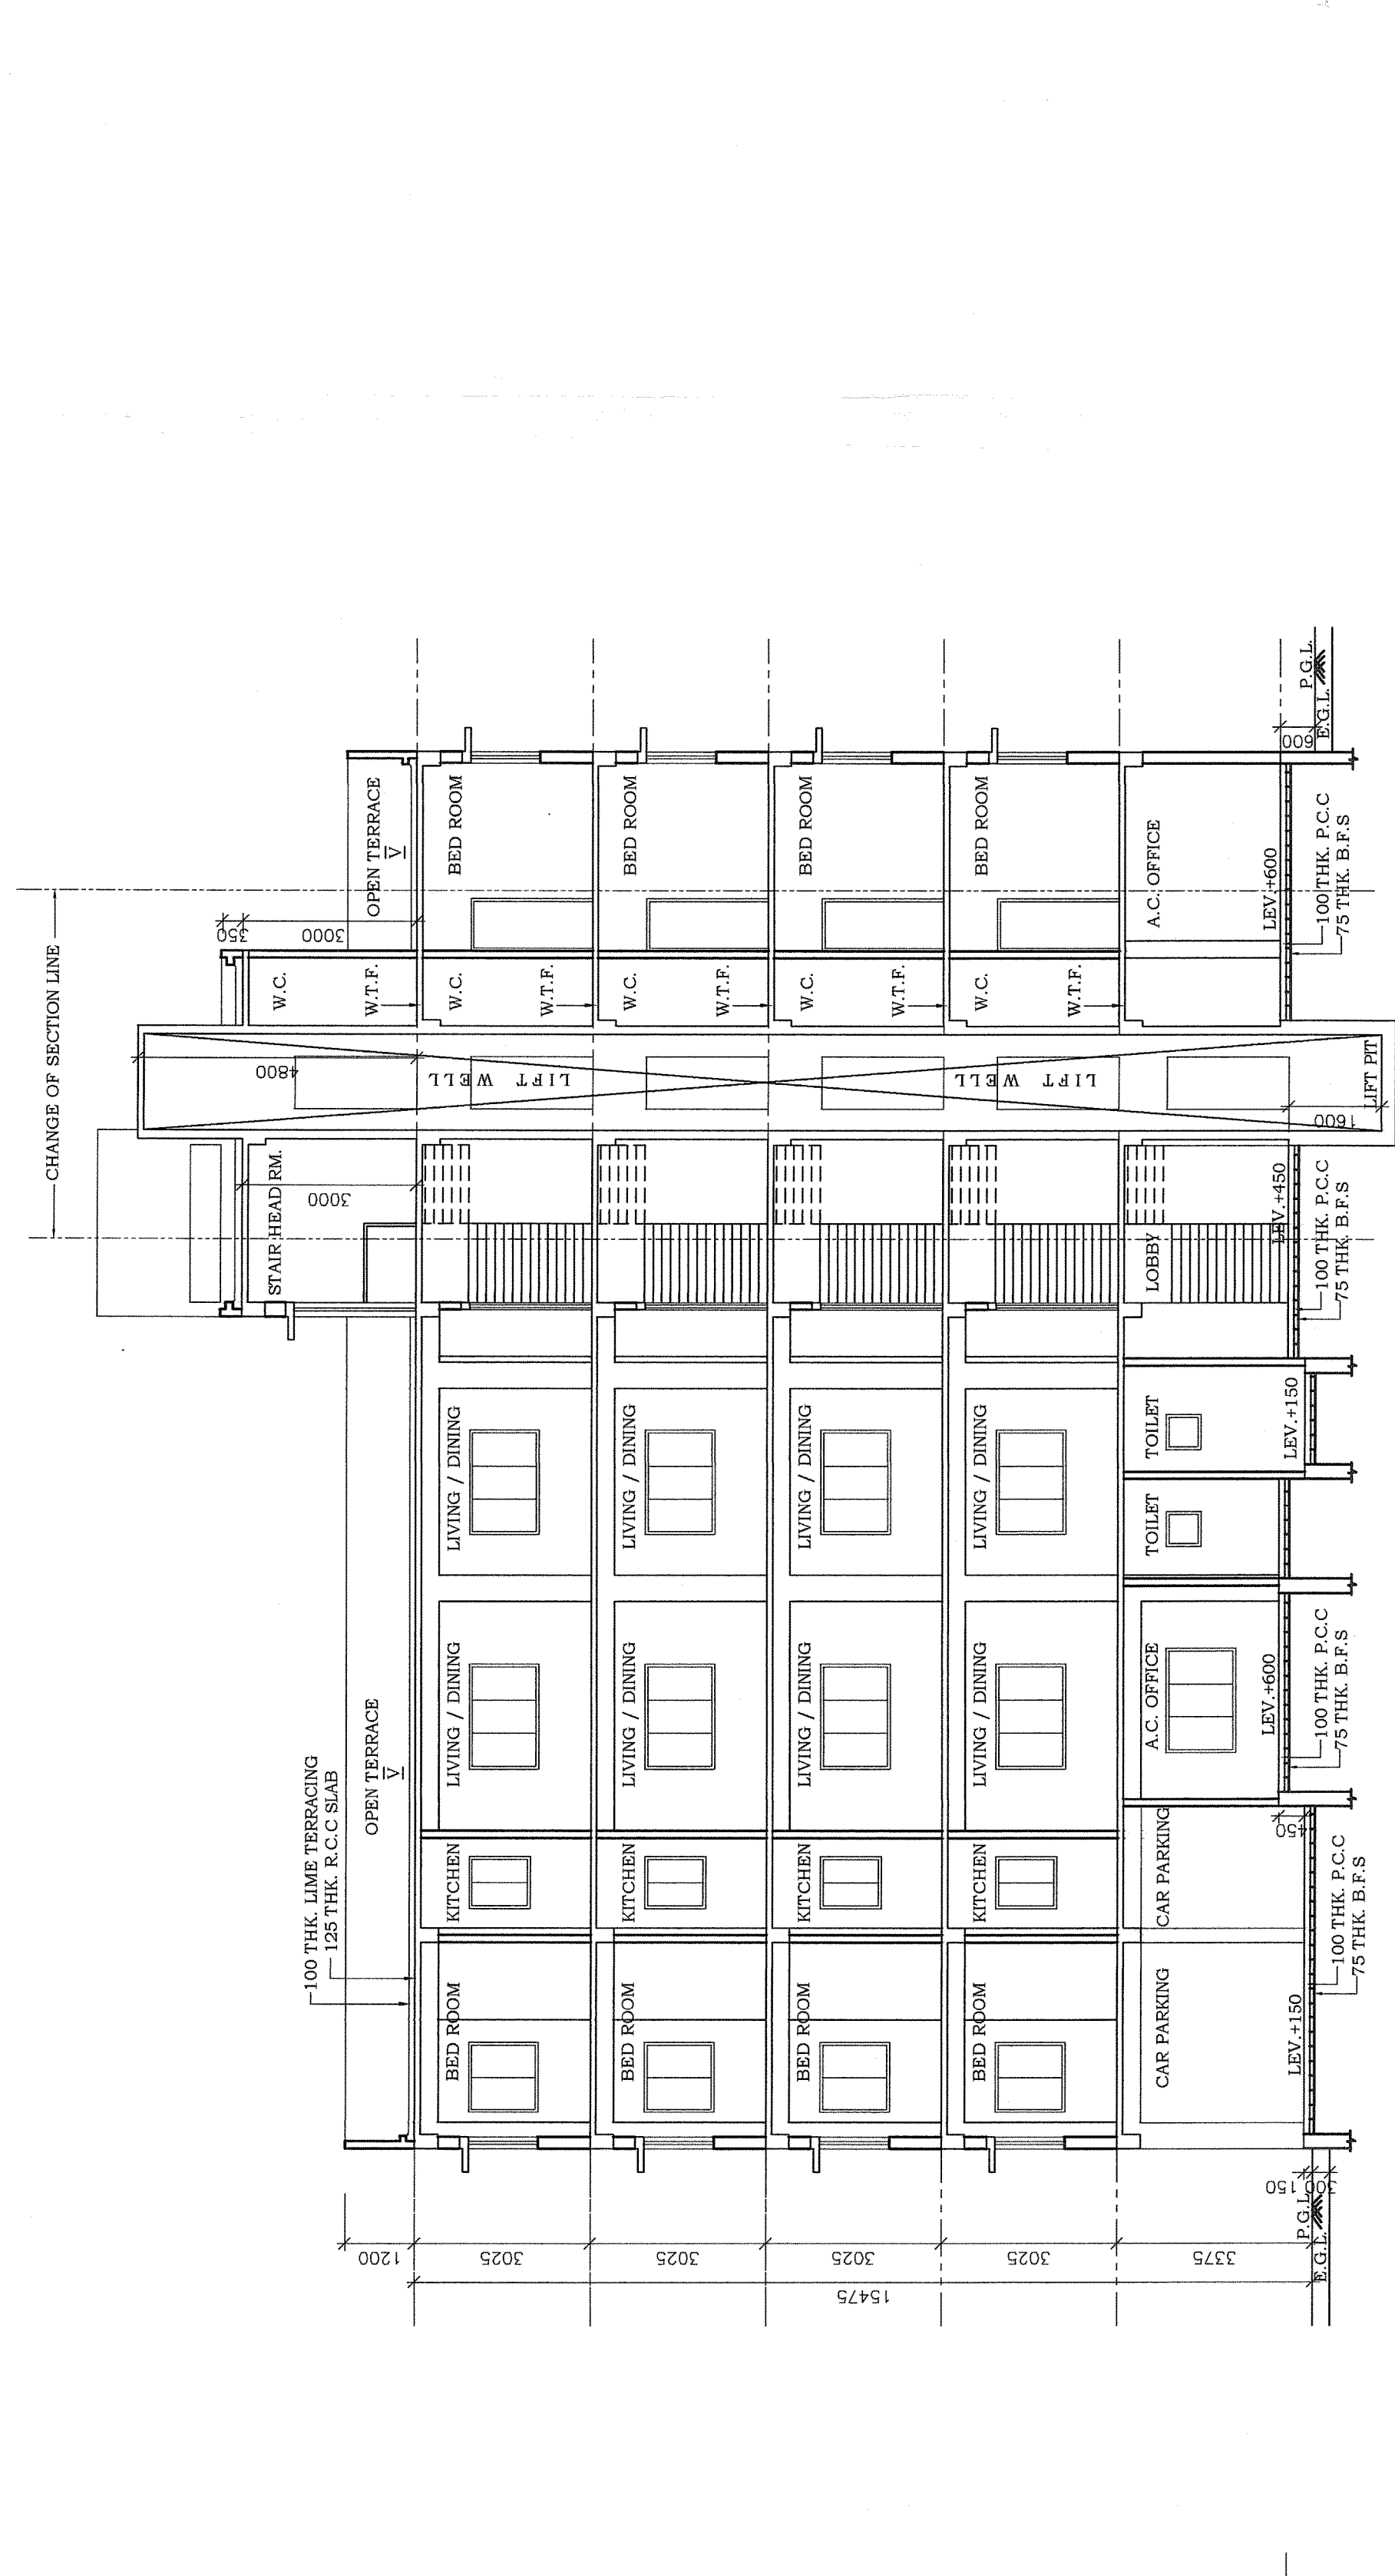 CHANGE OF SECTION LINE
100 THK. LIME TERRACING
125 THK. R.C.C SLAB
OPEN TERRACE
V
STAIR HEAD RM.
3000
4800
W.C.
W.T.F.
350
3000
OPEN TERRACE
V
1200
3025
BED ROOM
KITCHEN
LIVING / DINING
LIVING / DINING
LIFT WELL
W.C.
W.T.F.
BED ROOM
3025
BED ROOM
KITCHEN
LIVING / DINING
LIVING / DINING
W.C.
W.T.F.
BED ROOM
3025
BED ROOM
KITCHEN
LIVING / DINING
LIVING / DINING
W.C.
W.T.F.
BED ROOM
3025
BED ROOM
KITCHEN
LIVING / DINING
LIVING / DINING
LIFT WELL
W.C.
W.T.F.
BED ROOM
15475
3375
CAR PARKING
CAR PARKING
A.C. OFFICE
TOILET
TOILET
LOBBY
A.C. OFFICE
LEV.+150
450
LEV.+600
LEV.+150
LEV.+450
1600
LIFT PIT
LEV.+600
600
P.G.L.
E.G.L.
P.G.L.
E.G.L.
300
150
100 THK. P.C.C
75 THK. B.F.S
100 THK. P.C.C
75 THK. B.F.S
100 THK. P.C.C
75 THK. B.F.S
100 THK. P.C.C
75 THK. B.F.S